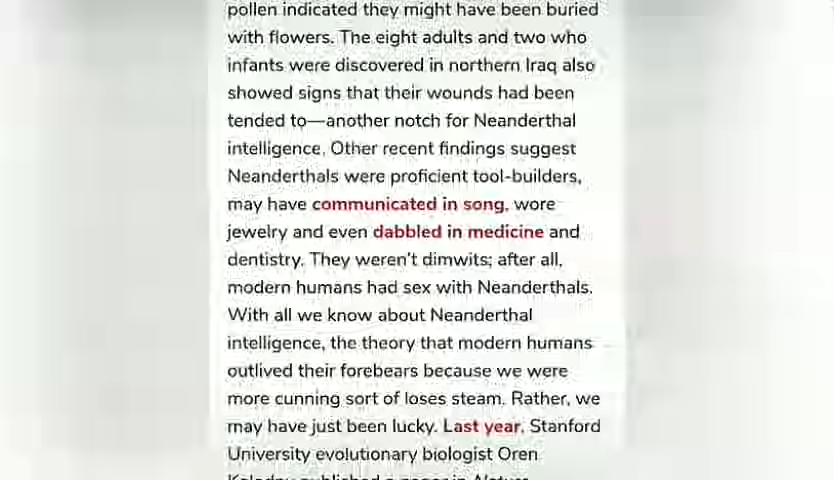 pollen indicated they might have been buried
with flowers. The eight adults and two who
infants were discovered in northern Iraq also
showed signs that their wounds had been
tended to—another notch for Neanderthal
intelligence. Other recent findings suggest
Neanderthals were proficient tool-builders,
may have communicated in song, wore
jewelry and even dabbled in medicine and
dentistry. They weren't dimwits; after all,
modern humans had sex with Neanderthals.
With all we know about Neanderthal
intelligence, the theory that modern humans
outlived their forebears because we were
more cunning sort of loses steam. Rather, we
may have just been lucky. Last year, Stanford
University evolutionary biologist Oren